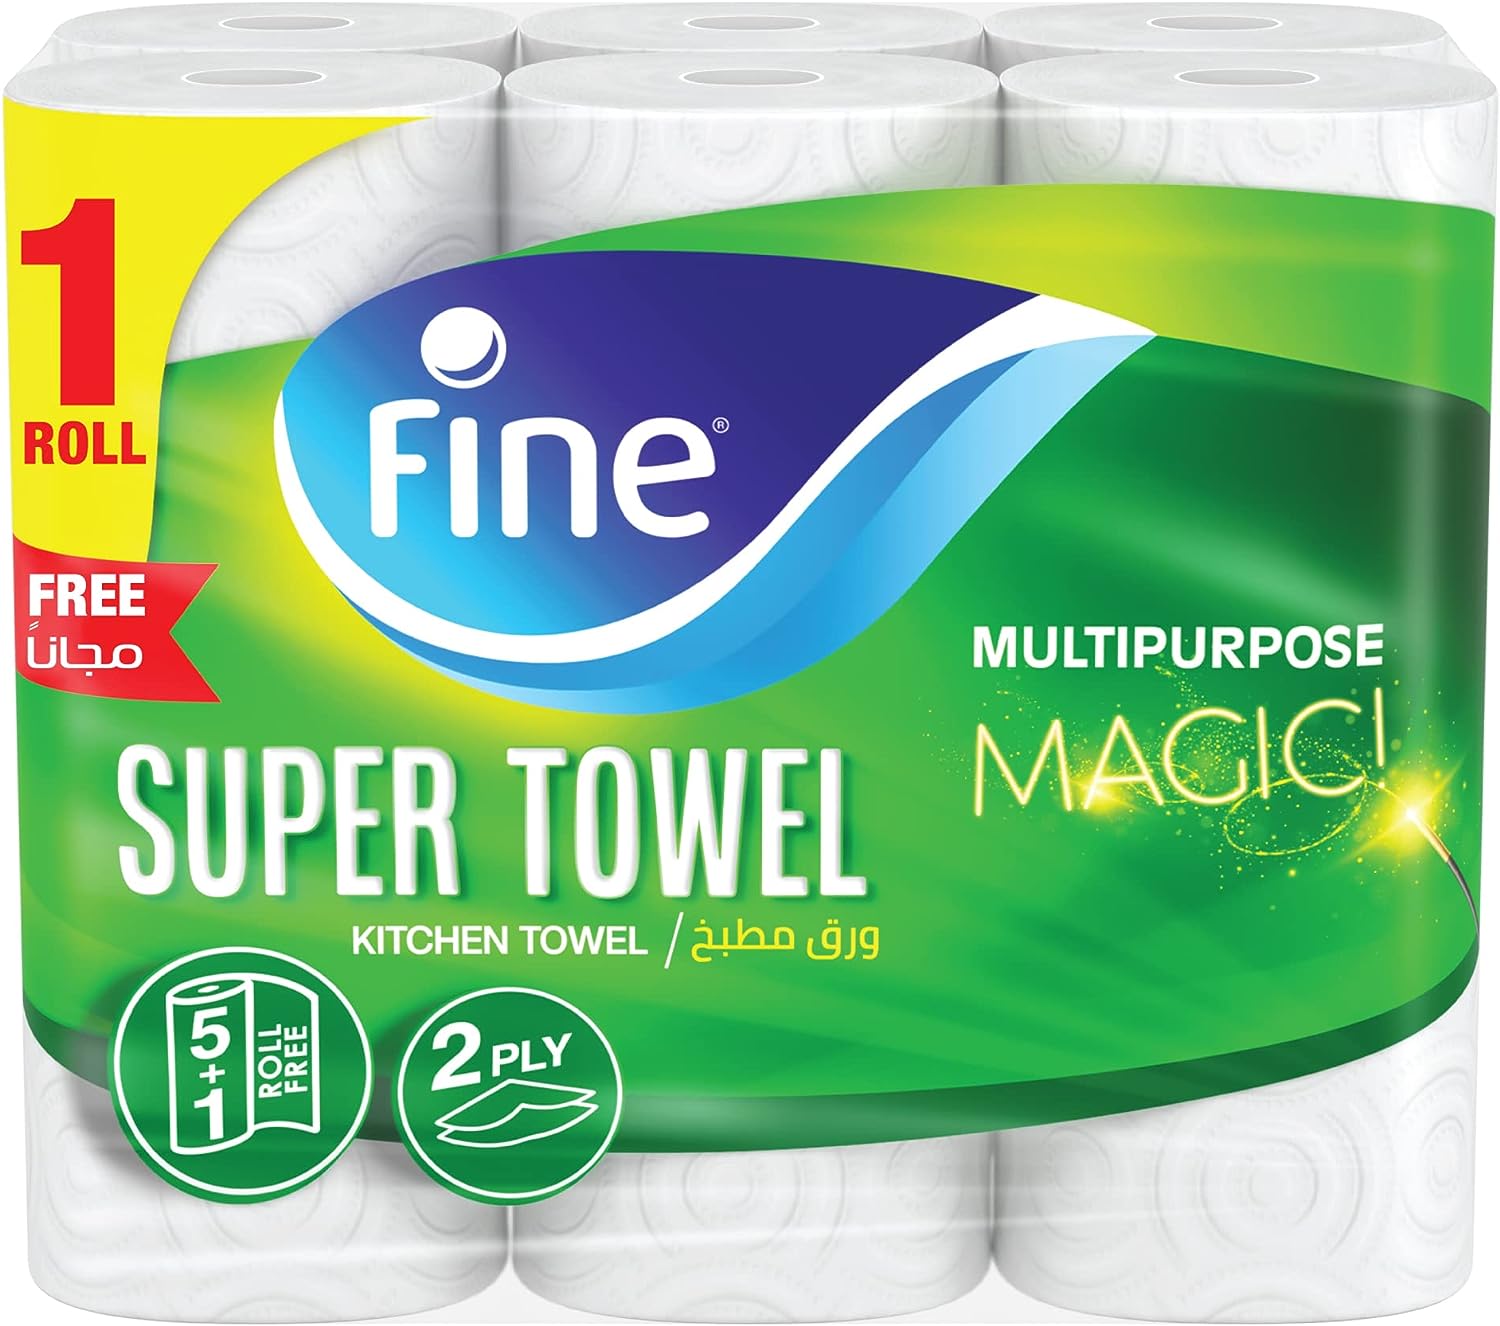 1
ROLL
FREE
مجاناً
fine®
MULTIPURPOSE
MAGIC!
SUPER TOWEL
KITCHEN TOWEL / ورق مطبخ
5
+
1
ROLL
FREE
2 PLY